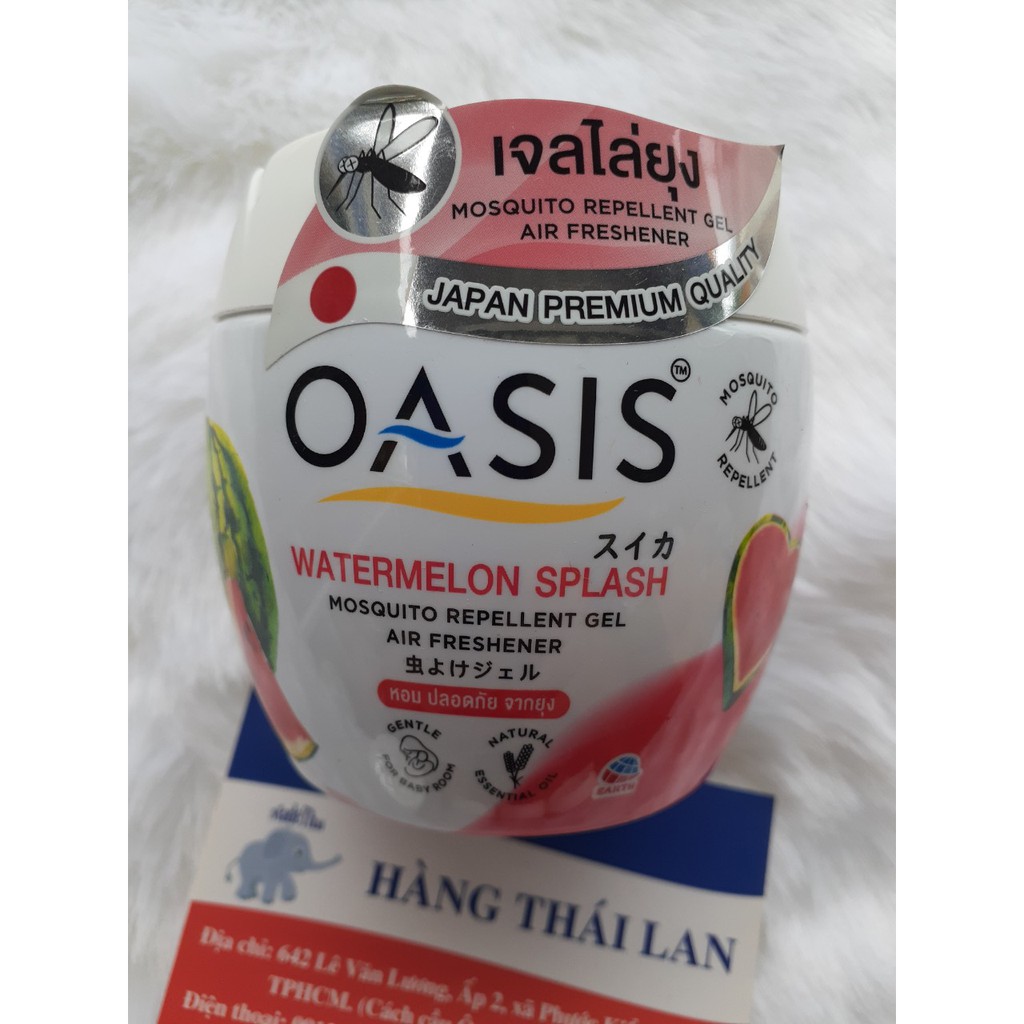 เจลไล่ยุง
MOSQUITO REPELLENT GEL
AIR FRESHENER
JAPAN PREMIUM QUALITY
OASIS™
MOSQUITO
REPELLENT
スイカ
WATERMELON SPLASH
MOSQUITO REPELLENT GEL
AIR FRESHENER
虫よけジェル
หอม ปลอดภัย จากยุง
GENTLE
FOR BABY ROOM
NATURAL
ESSENTIAL OIL
EARTH
HÀNG THÁI LAN
Địa chỉ: 642 Lê Văn Lương, Ấp 2, xã Phước
TPHCM. (Cách cầu
Điện thoại: